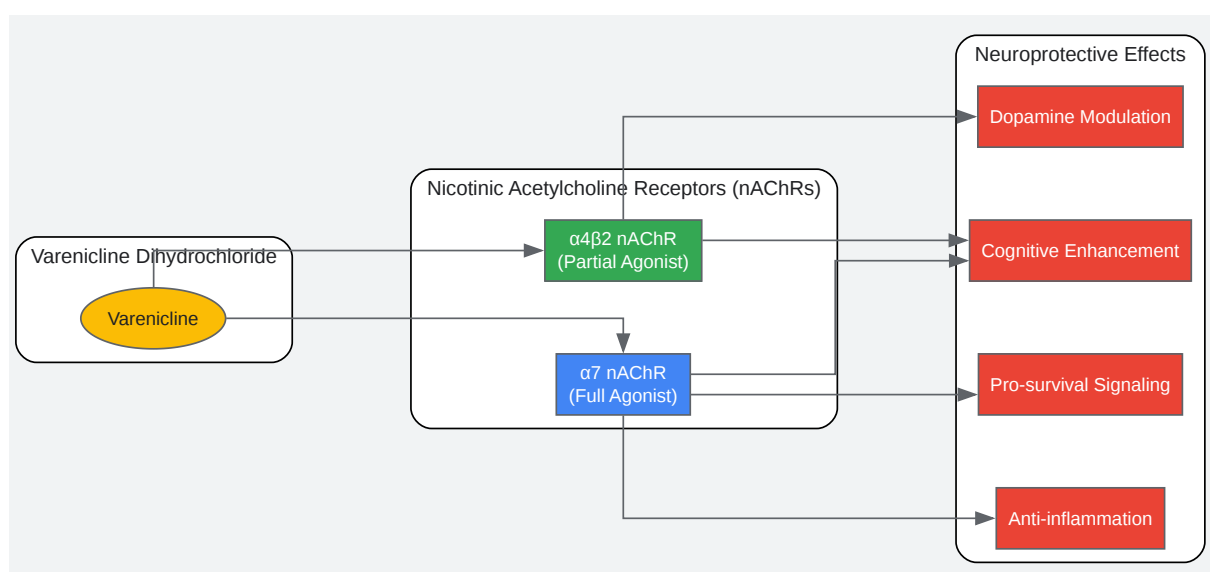 Varenicline Dihydrochloride
Varenicline
Nicotinic Acetylcholine Receptors (nAChRs)
α4β2 nAChR
(Partial Agonist)
α7 nAChR
(Full Agonist)
Neuroprotective Effects
Dopamine Modulation
Cognitive Enhancement
Pro-survival Signaling
Anti-inflammation